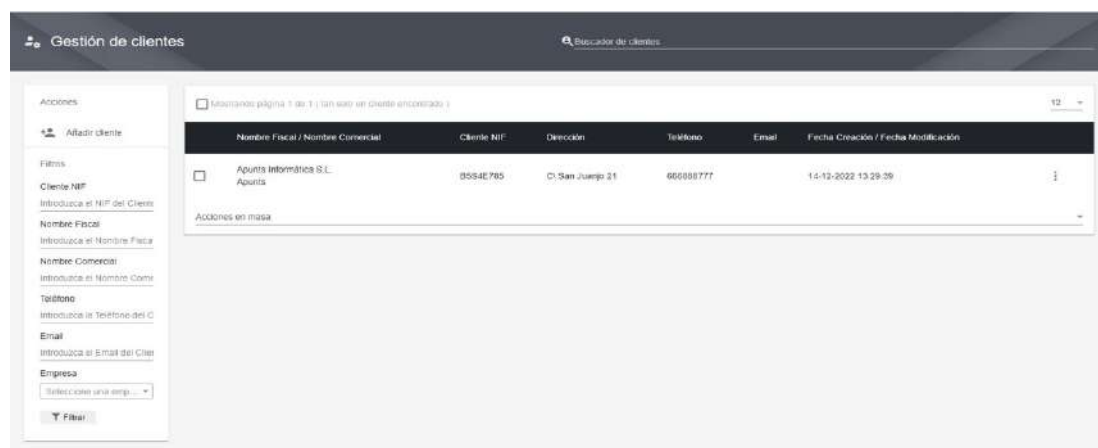 Gestión de clientes
Buscador de clientes
Acciones
Añadir cliente
Filtros
Cliente NIF
Introduzca el NIF del Client
Nombre Fiscal
Introduzca el Nombre Fisca
Nombre Comercial
Introduzca el Nombre Come
Teléfono
Introduzca la Teléfono del C
Email
Introduzca el Email del Clien
Empresa
Seleccione una emp...
Filtrar
Mostrando página 1 de 1 ( tan solo un cliente encontrado )
12
Nombre Fiscal / Nombre Comercial Cliente NIF Dirección Teléfono Email Fecha Creación / Fecha Modificación
Apunts Informática S.L. C\ San Juanjo 21 14-12-2022 13:29:39
Apunts
Acciones en masa